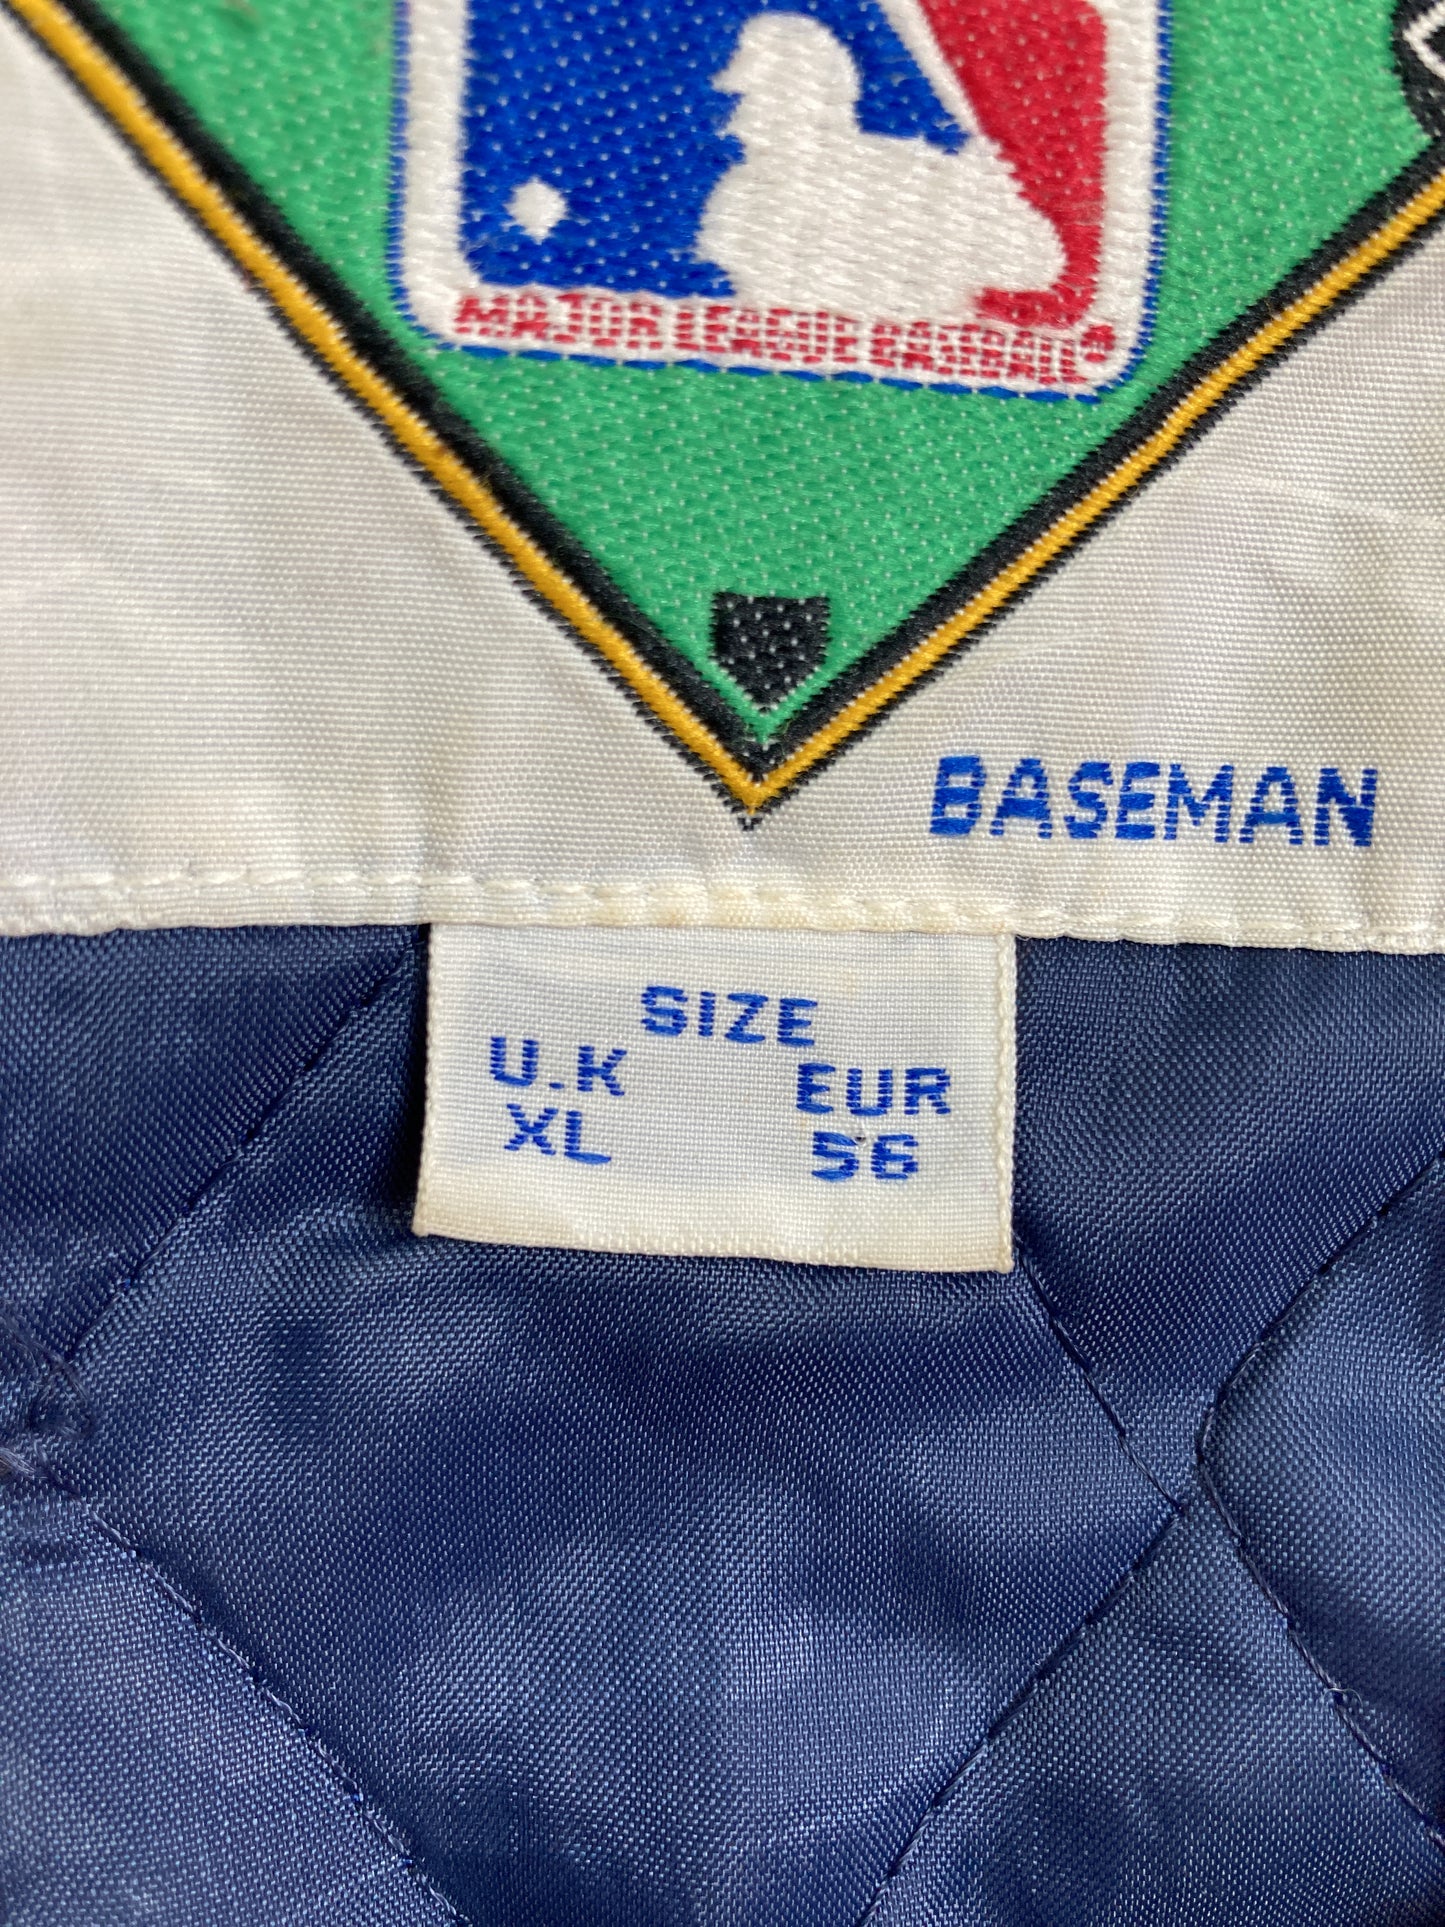 MAJOR LEAGUE BASEBALL®
BASEMAN
SIZE
U.K EUR
XL 56